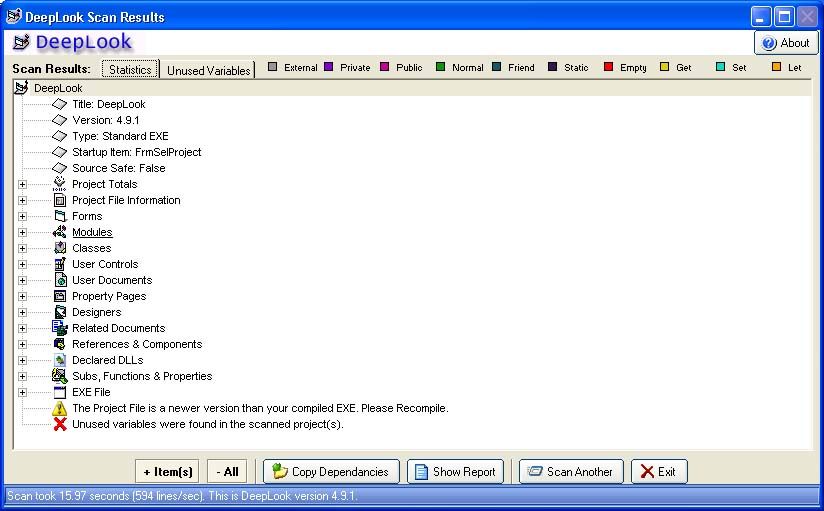 DeepLook Scan Results
DeepLook
About
Scan Results: Statistics Unused Variables External Private Public Normal Friend Static Empty Get Set Let
DeepLook
Title: DeepLook
Version: 4.9.1
Type: Standard EXE
Startup Item: FrmSelProject
Source Safe: False
Project Totals
Project File Information
Forms
Modules
Classes
User Controls
User Documents
Property Pages
Designers
Related Documents
References & Components
Declared DLLs
Subs, Functions & Properties
EXE File
The Project File is a newer version than your compiled EXE. Please Recompile.
Unused variables were found in the scanned project(s).
+ Item(s) - All Copy Dependancies Show Report Scan Another Exit
Scan took 15.97 seconds (594 lines/sec). This is DeepLook version 4.9.1.